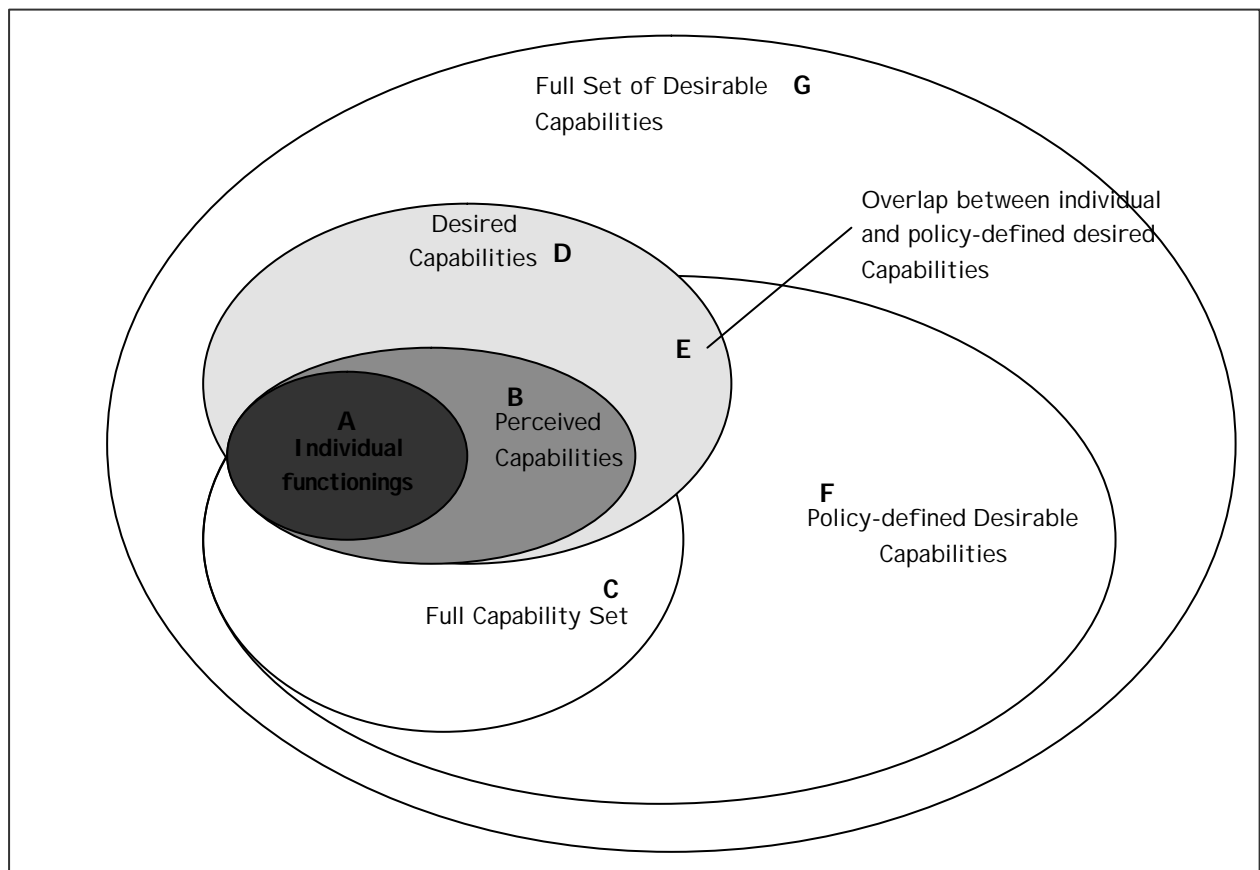 Full Set of Desirable G
Capabilities
Overlap between individual
and policy-defined desired
Capabilities
Desired
Capabilities D
E
B
Perceived
Capabilities
A
Individual
functionings
F
Policy-defined Desirable
Capabilities
C
Full Capability Set